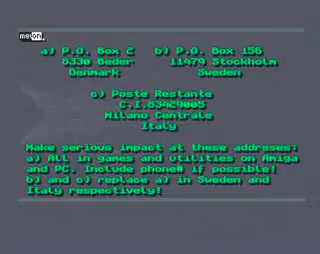 meon.
a) P.O. Box 2 b) P.O. Box 156
8330 Beder 11479 Stockholm
Denmark Sweden
c) Poste Restante
C.I.83429005
Milano Centrale
Italy
Make serious impact at these addreses:
a) All in games and utilities on Amiga
and PC. Include phone# if possible!
b) and c) replace a) in Sweden and
Italy respectively!